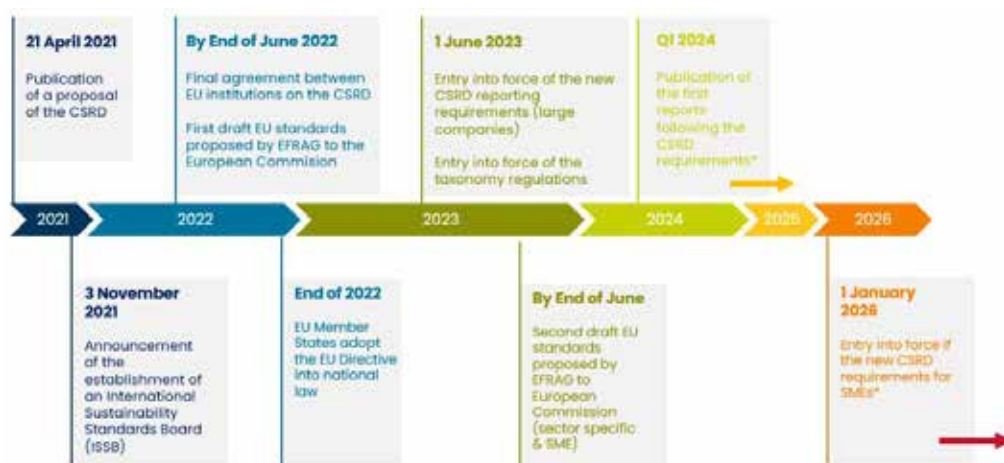 21 April 2021
Publication
of a proposal
of the CSRD
By End of June 2022
Final agreement between
EU institutions on the CSRD
First draft EU standards
proposed by EFRAG to the
European Commision
1 June 2023
Entry into force of the new
CSRD reporting
requirements (large
companies)
Entry into force of the
taxonomy regulations
Q1 2024
Publication of
the first
reports
following the
CSRD
requirements*
2021
2022
2023
2024
2025
2026
3 November
2021
Announcement
of the
establishment of
an International
Sustainability
Standards Board
(ISSB)
End of 2022
EU Member
States adopt
the EU Directive
into national
law
By End of June
Second draft EU
standards
proposed by
EFRAG to
European
Commission
(sector specific
& SME)
1 January
2026
Entry into force if
the new CSRD
requirements for
SMEs*